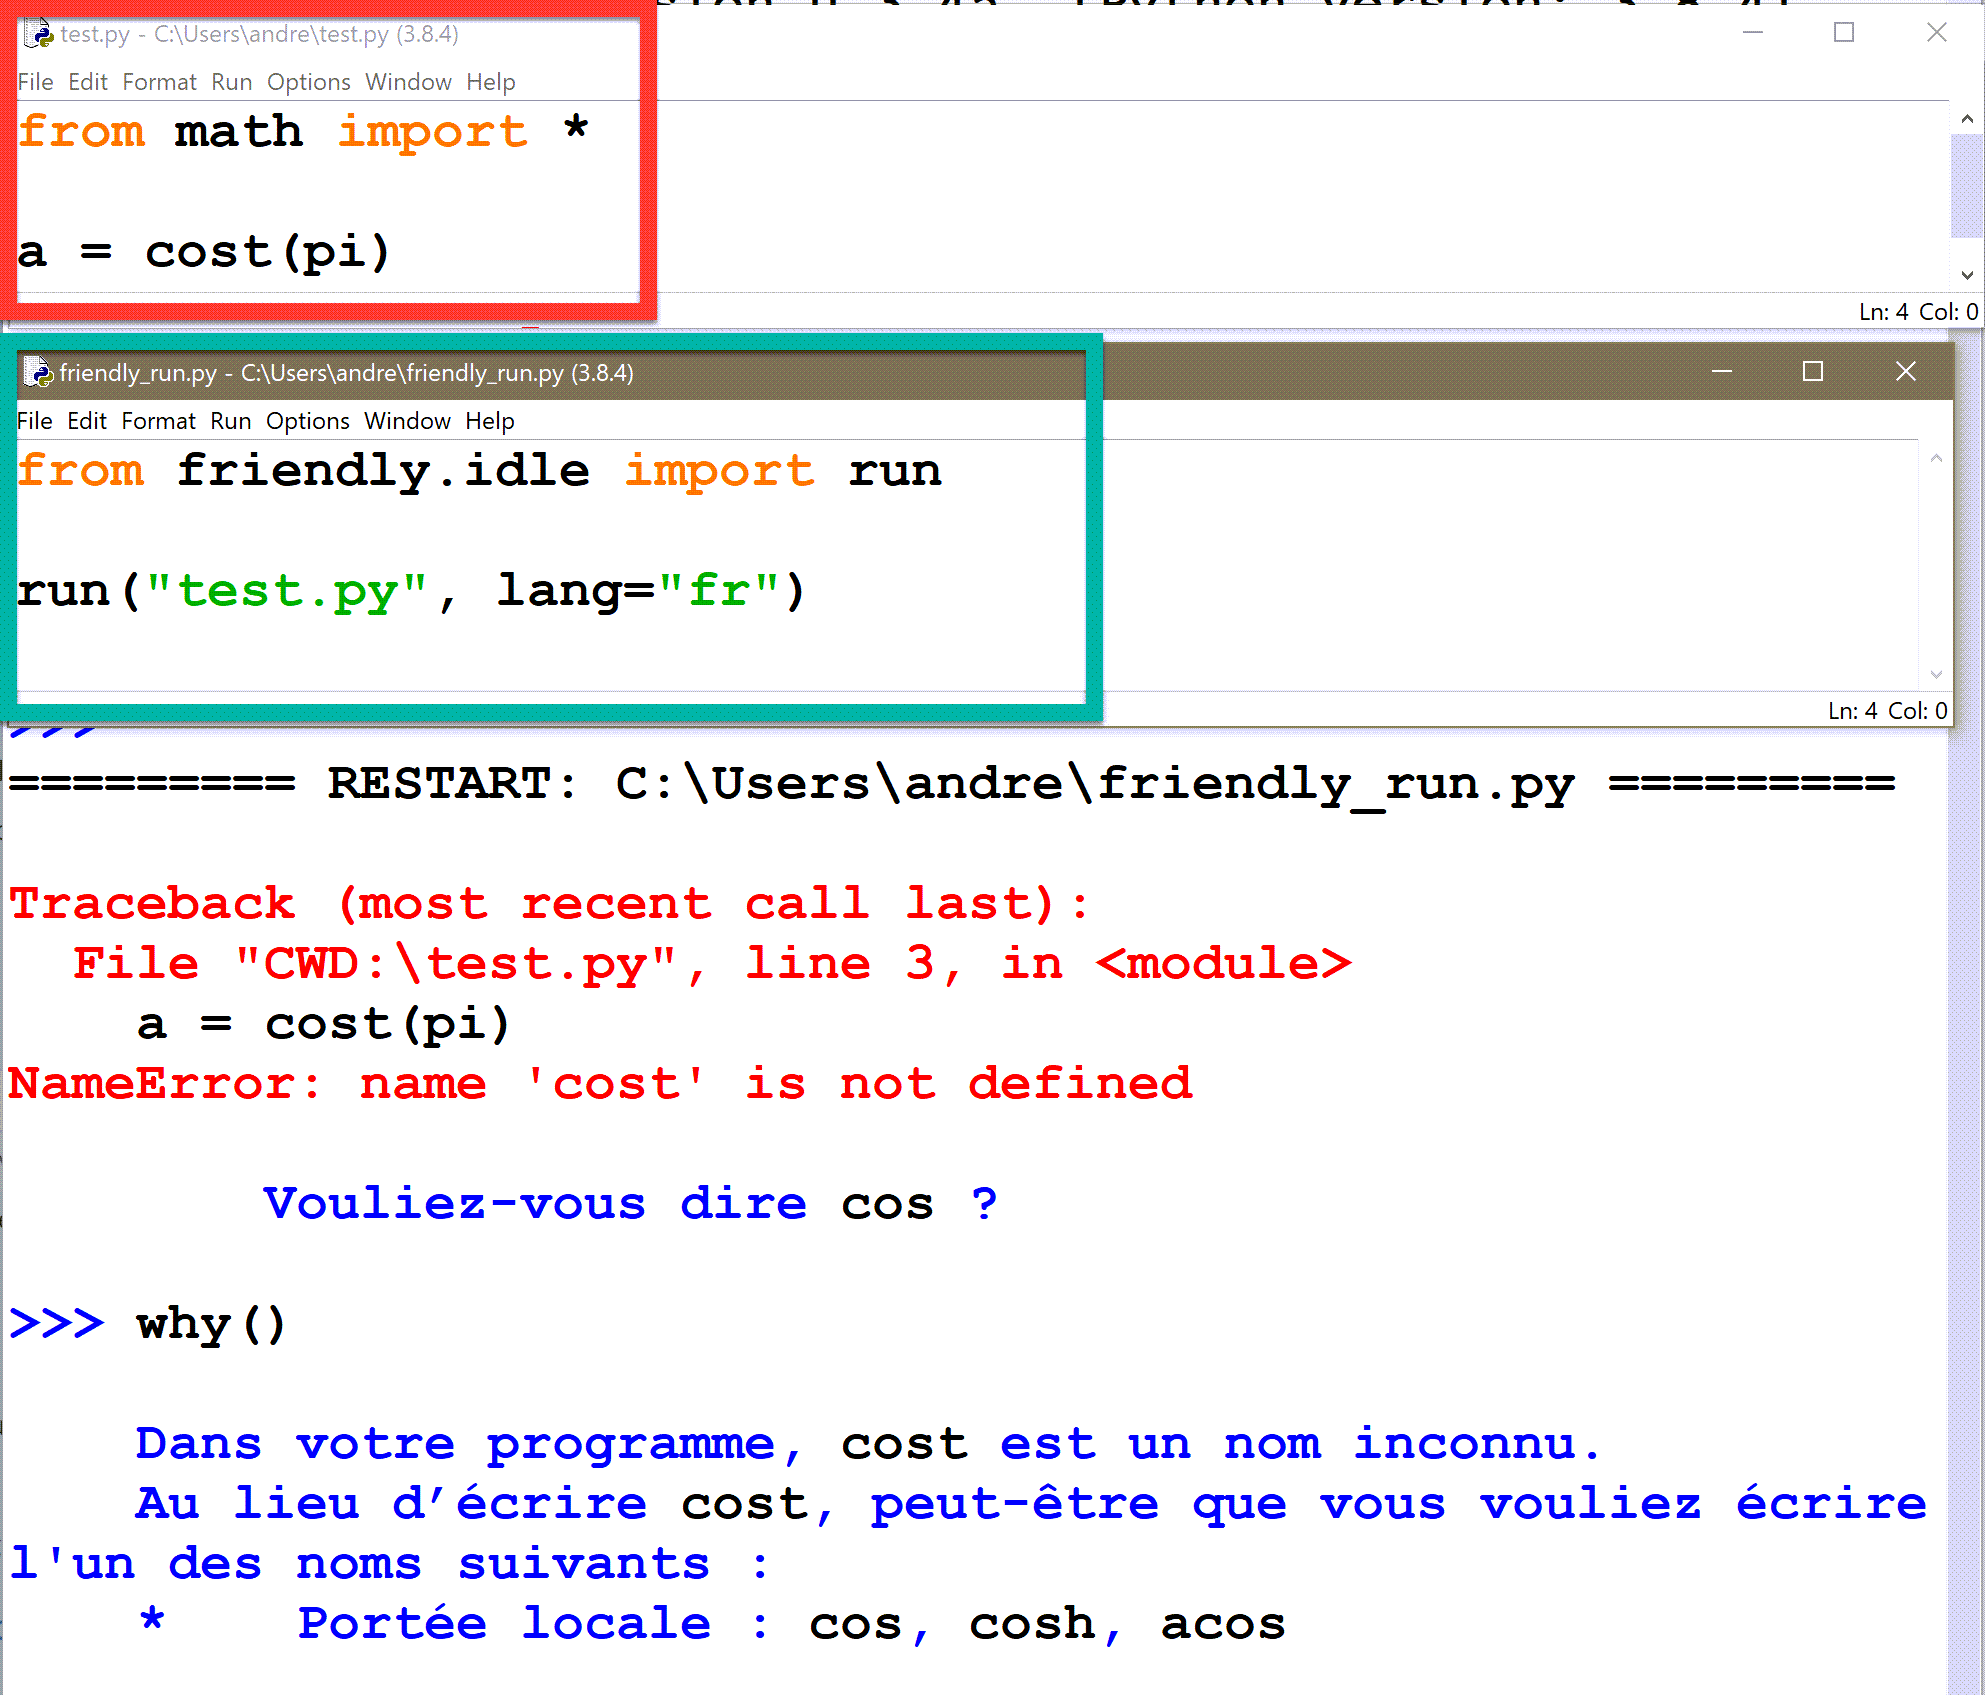 test.py - C:\Users\andre\test.py (3.8.4)
File Edit Format Run Options Window Help
from math import *
a = cost(pi)
Ln: 4 Col: 0
friendly_run.py - C:\Users\andre\friendly_run.py (3.8.4)
File Edit Format Run Options Window Help
from friendly.idle import run
run("test.py", lang="fr")
Ln: 4 Col: 0
>>>
========= RESTART: C:\Users\andre\friendly_run.py =========
Traceback (most recent call last):
File "CWD:\test.py", line 3, in <module>
a = cost(pi)
NameError: name 'cost' is not defined
Vouliez-vous dire cos ?
>>> why()
Dans votre programme, cost est un nom inconnu.
Au lieu d’écrire cost, peut-être que vous vouliez écrire
l'un des noms suivants :
* Portée locale : cos, cosh, acos